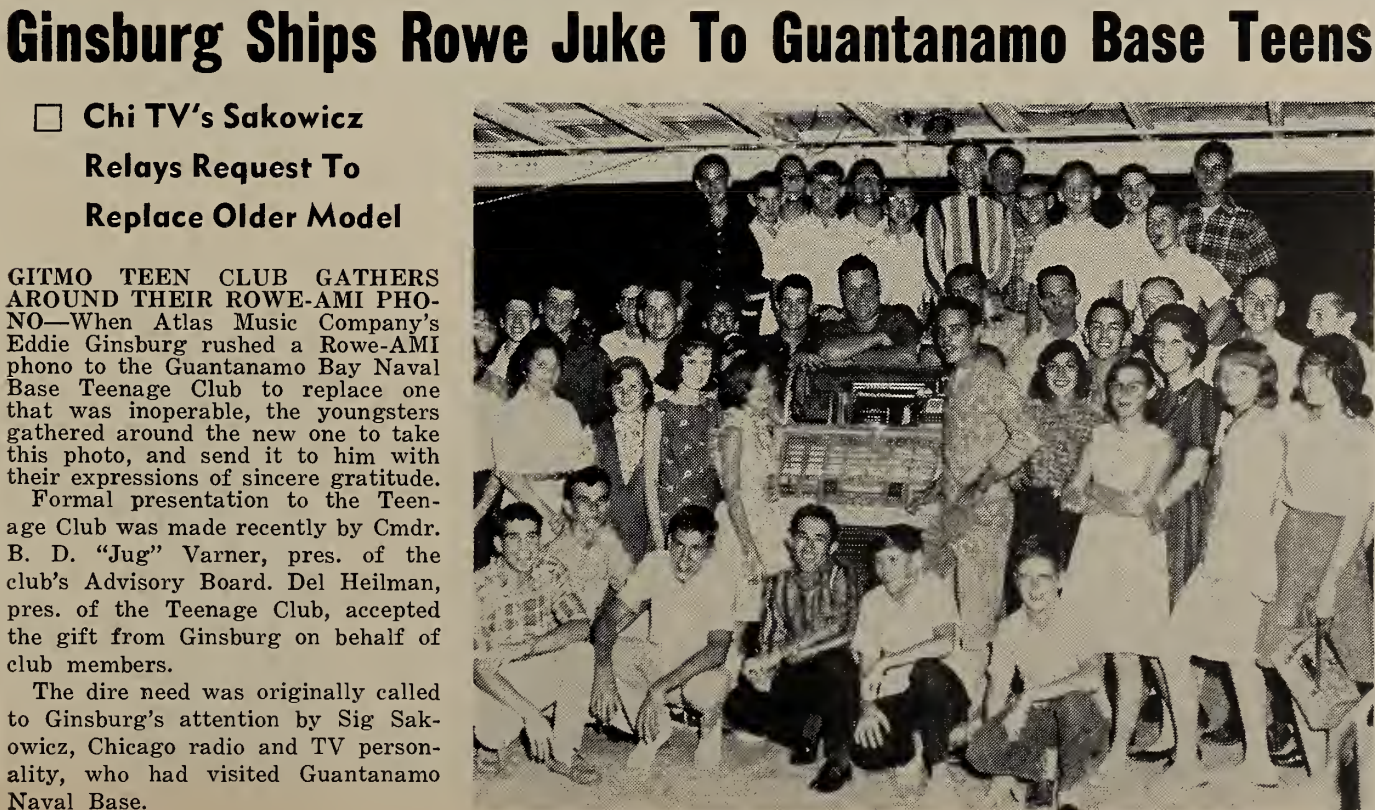 Ginsburg Ships Rowe Juke To Guantanamo Base Teens
Chi TV's Sakowicz
Relays Request To
Replace Older Model
GITMO TEEN CLUB GATHERS
AROUND THEIR ROWE-AMI PHO-
NO—When Atlas Music Company's
Eddie Ginsburg rushed a Rowe-AMI
phono to the Guantanamo Bay Naval
Base Teenage Club to replace one
that was inoperable, the youngsters
gathered around the new one to take
this photo, and send it to him with
their expressions of sincere gratitude.
Formal presentation to the Teen-
age Club was made recently by Cmdr.
B. D. “Jug” Varner, pres. of the
club's Advisory Board. Del Heilman,
pres. of the Teenage Club, accepted
the gift from Ginsburg on behalf of
club members.
The dire need was originally called
to Ginsburg's attention by Sig Sak-
owicz, Chicago radio and TV person-
ality, who had visited Guantanamo
Naval Base.